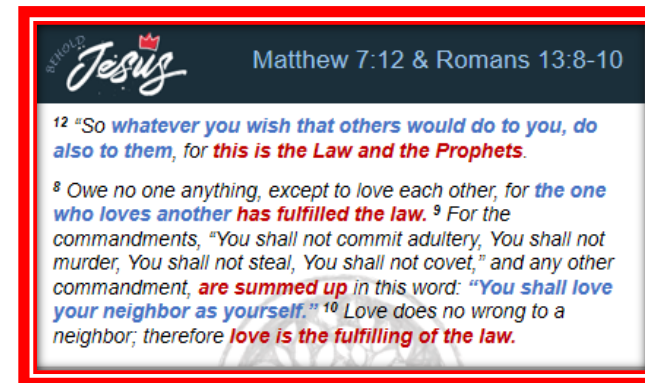 BEHOLD
Jesus
Matthew 7:12 & Romans 13:8-10
12 “So whatever you wish that others would do to you, do
also to them, for this is the Law and the Prophets.
8 Owe no one anything, except to love each other, for the one
who loves another has fulfilled the law. 9 For the
commandments, “You shall not commit adultery, You shall not
murder, You shall not steal, You shall not covet,” and any other
commandment, are summed up in this word: “You shall love
your neighbor as yourself.” 10 Love does no wrong to a
neighbor; therefore love is the fulfilling of the law.